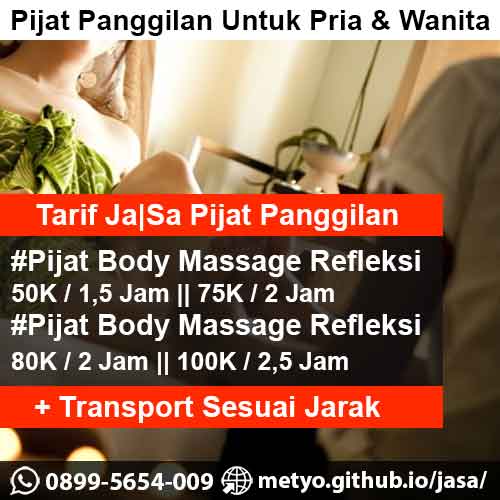 Pijat Panggilan Untuk Pria & Wanita
Tarif Ja|Sa Pijat Panggilan
#Pijat Body Massage Refleksi
50K / 1,5 Jam || 75K / 2 Jam
#Pijat Body Massage Refleksi
80K / 2 Jam || 100K / 2,5 Jam
+ Transport Sesuai Jarak
0899-5654-009 metyo.github.io/jasa/